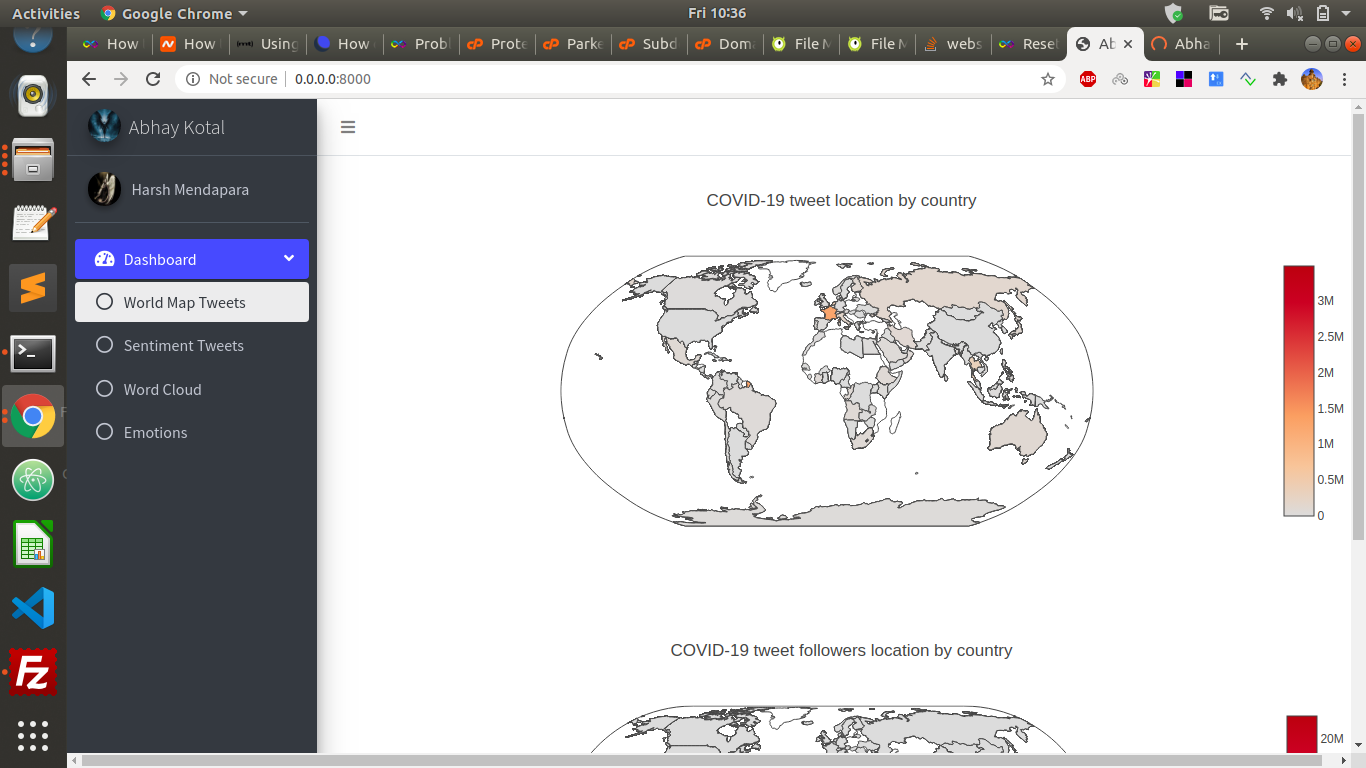 Activities Google Chrome Fri 10:36
How How Using How Probl Prote Parke Subd Doma File M File M webs Reset Ab Abha
Not secure 0.0.0.0:8000 ABP
Abhay Kotal
Harsh Mendapara
Dashboard
World Map Tweets
Sentiment Tweets
Word Cloud
Emotions
COVID-19 tweet location by country
3M
2.5M
2M
1.5M
1M
0.5M
0
COVID-19 tweet followers location by country
20M